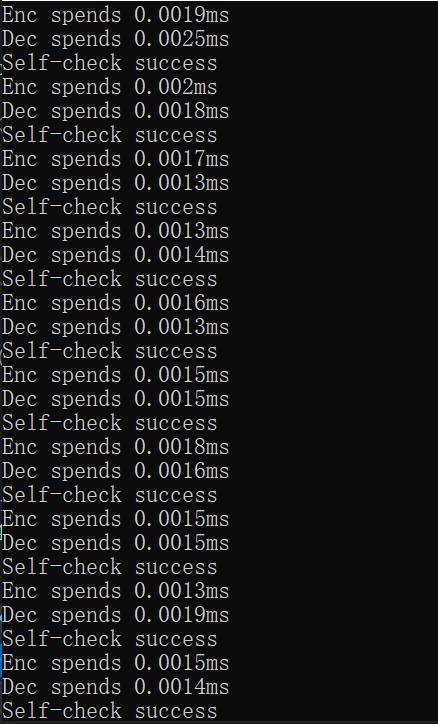 Enc spends 0.0019ms
Dec spends 0.0025ms
Self-check success
Enc spends 0.002ms
Dec spends 0.0018ms
Self-check success
Enc spends 0.0017ms
Dec spends 0.0013ms
Self-check success
Enc spends 0.0013ms
Dec spends 0.0014ms
Self-check success
Enc spends 0.0016ms
Dec spends 0.0013ms
Self-check success
Enc spends 0.0015ms
Dec spends 0.0015ms
Self-check success
Enc spends 0.0018ms
Dec spends 0.0016ms
Self-check success
Enc spends 0.0015ms
Dec spends 0.0015ms
Self-check success
Enc spends 0.0013ms
Dec spends 0.0019ms
Self-check success
Enc spends 0.0015ms
Dec spends 0.0014ms
Self-check success